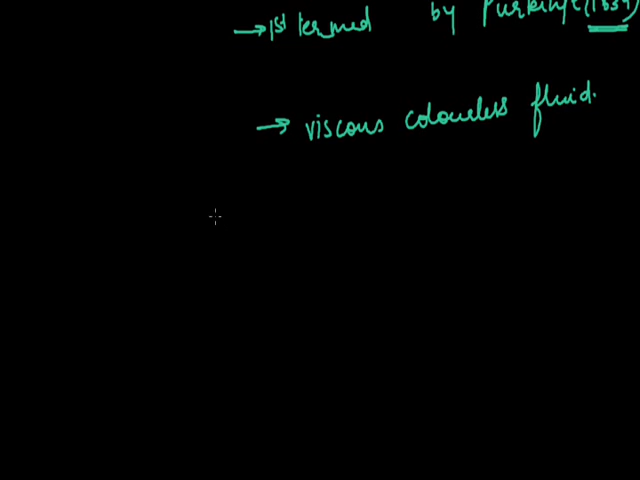 → 1st termed by Purkinje (1839)
→ viscous colourless fluid.